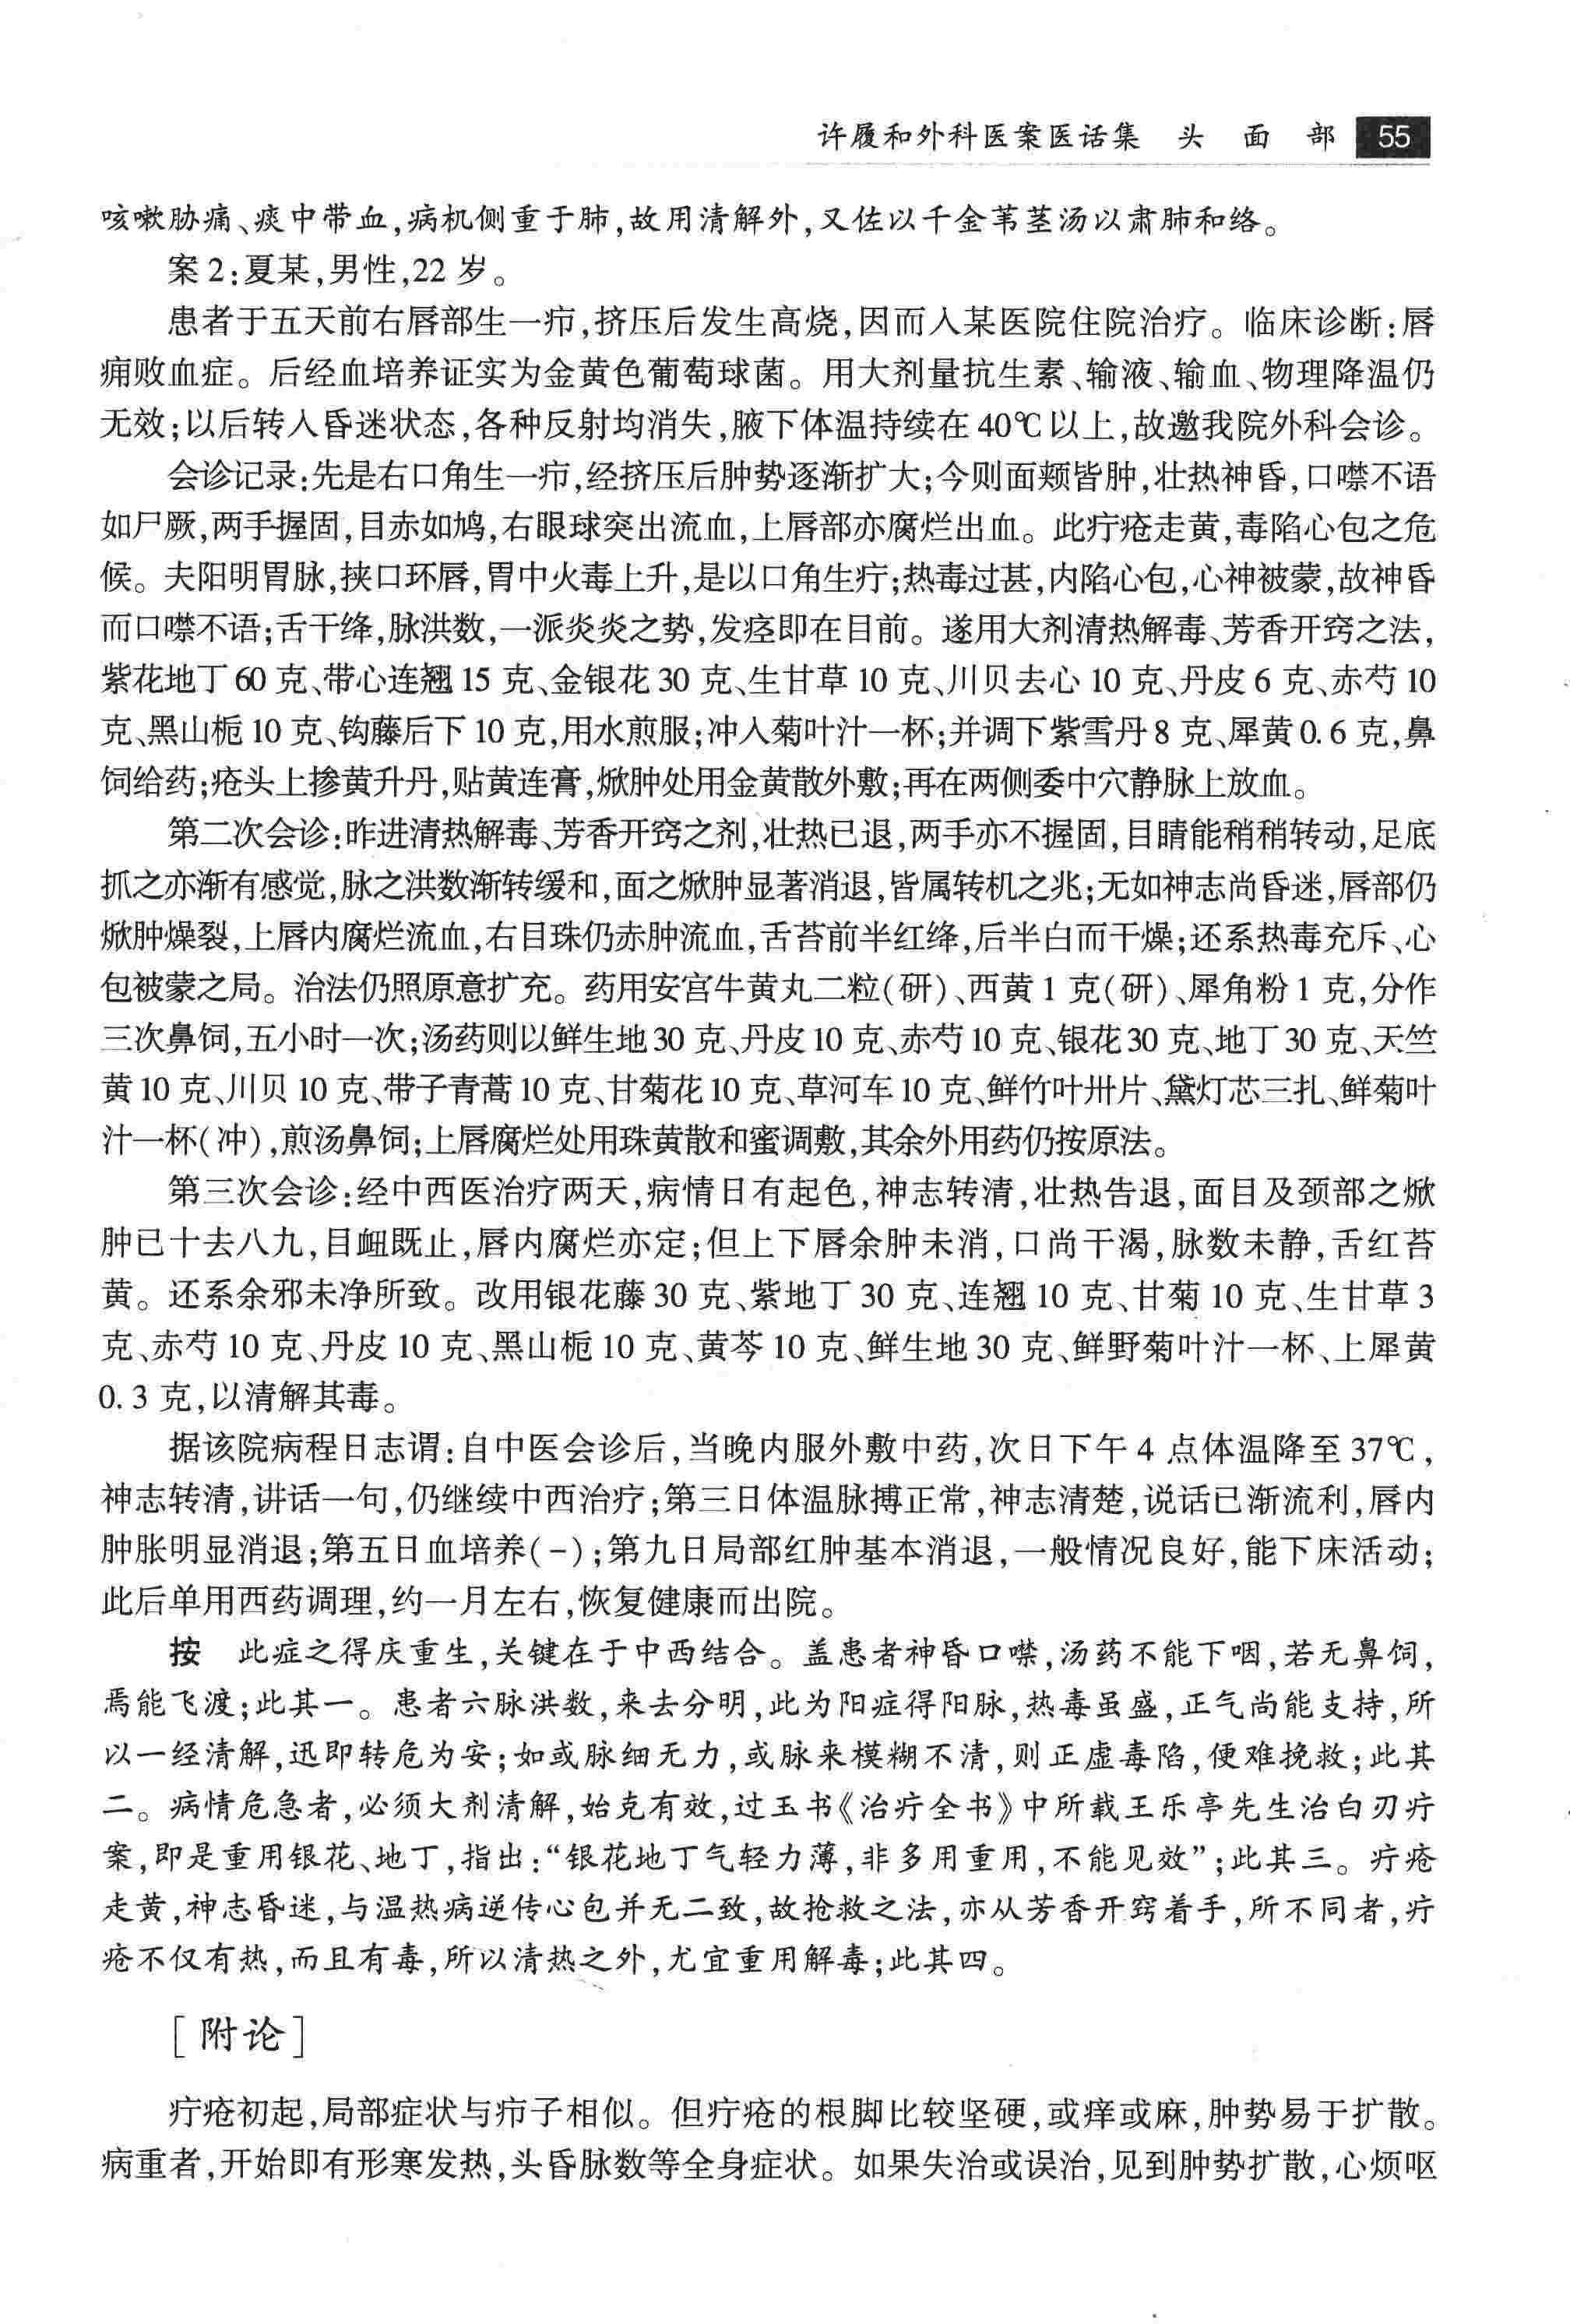 许履和外科医案医话集 头 面 部 55
咳嗽胁痛、痰中带血,病机侧重于肺,故用清解外,又佐以千金苇茎汤以肃肺和络。
案2:夏某,男性,22岁。
患者于五天前右唇部生一疖,挤压后发生高烧,因而入某医院住院治疗。临床诊断:唇
痈败血症。后经血培养证实为金黄色葡萄球菌。用大剂量抗生素、输液、输血、物理降温仍
无效;以后转入昏迷状态,各种反射均消失,腋下体温持续在40℃以上,故邀我院外科会诊。
会诊记录:先是右口角生一疖,经挤压后肿势逐渐扩大;今则面颊皆肿,壮热神昏,口噤不语
如尸厥,两手握固,目赤如鸠,右眼球突出流血,上唇部亦腐烂出血。此疔疮走黄,毒陷心包之危
候。夫阳明胃脉,挟口环唇,胃中火毒上升,是以口角生疔;热毒过甚,内陷心包,心神被蒙,故神昏
而口噤不语;舌干绛,脉洪数,一派炎炎之势,发痉即在目前。遂用大剂清热解毒、芳香开窍之法,
紫花地丁60克、带心连翘15克、金银花30克、生甘草10克、川贝去心10克、丹皮6克、赤芍10
克、黑山栀10克、钩藤后下10克,用水煎服;冲入菊叶汁一杯;并调下紫雪丹8克、犀黄0.6克,鼻
饲给药;疮头上掺黄升丹,贴黄连膏,焮肿处用金黄散外敷;再在两侧委中穴静脉上放血。
第二次会诊:昨进清热解毒、芳香开窍之剂,壮热已退,两手亦不握固,目睛能稍稍转动,足底
抓之亦渐有感觉,脉之洪数渐转缓和,面之焮肿显著消退,皆属转机之兆;无如神志尚昏迷,唇部仍
焮肿燥裂,上唇内腐烂流血,右目珠仍赤肿流血,舌苔前半红绛,后半白而干燥;还系热毒充斥、心
包被蒙之局。治法仍照原意扩充。药用安宫牛黄丸二粒(研)、西黄1克(研)、犀角粉1克,分作
三次鼻饲,五小时一次;汤药则以鲜生地30克、丹皮10克、赤芍10克、银花30克、地丁30克、天竺
黄10克、川贝10克、带子青蒿10克、甘菊花10克、草河车10克、鲜竹叶卅片、黛灯芯三扎、鲜菊叶
汁一杯(冲),煎汤鼻饲;上唇腐烂处用珠黄散和蜜调敷,其余外用药仍按原法。
第三次会诊:经中西医治疗两天,病情日有起色,神志转清,壮热告退,面目及颈部之焮
肿已十去八九,目衄既止,唇内腐烂亦定;但上下唇余肿未消,口尚干渴,脉数未静,舌红苔
黄。还系余邪未净所致。改用银花藤30克、紫地丁30克、连翘10克、甘菊10克、生甘草3
克、赤芍10克、丹皮10克、黑山栀10克、黄芩10克、鲜生地30克、鲜野菊叶汁一杯、上犀黄
0.3克,以清解其毒。
据该院病程日志谓:自中医会诊后,当晚内服外敷中药,次日下午4点体温降至37℃,
神志转清,讲话一句,仍继续中西治疗;第三日体温脉搏正常,神志清楚,说话已渐流利,唇内
肿胀明显消退;第五日血培养(-);第九日局部红肿基本消退,一般情况良好,能下床活动;
此后单用西药调理,约一月左右,恢复健康而出院。
按 此症之得庆重生,关键在于中西结合。盖患者神昏口噤,汤药不能下咽,若无鼻饲,
焉能飞渡;此其一。患者六脉洪数,来去分明,此为阳症得阳脉,热毒虽盛,正气尚能支持,所
以一经清解,迅即转危为安;如或脉细无力,或脉来模糊不清,则正虚毒陷,便难挽救;此其
二。病情危急者,必须大剂清解,始克有效,过玉书《治疔全书》中所载王乐亭先生治白刃疔
案,即是重用银花、地丁,指出:“银花地丁气轻力薄,非多用重用,不能见效”;此其三。疔疮
走黄,神志昏迷,与温热病逆传心包并无二致,故抢救之法,亦从芳香开窍着手,所不同者,疔
疮不仅有热,而且有毒,所以清热之外,尤宜重用解毒;此其四。
[附论]
疔疮初起,局部症状与疖子相似。但疔疮的根脚比较坚硬,或痒或麻,肿势易于扩散。
病重者,开始即有形寒发热,头昏脉数等全身症状。如果失治或误治,见到肿势扩散,心烦呕